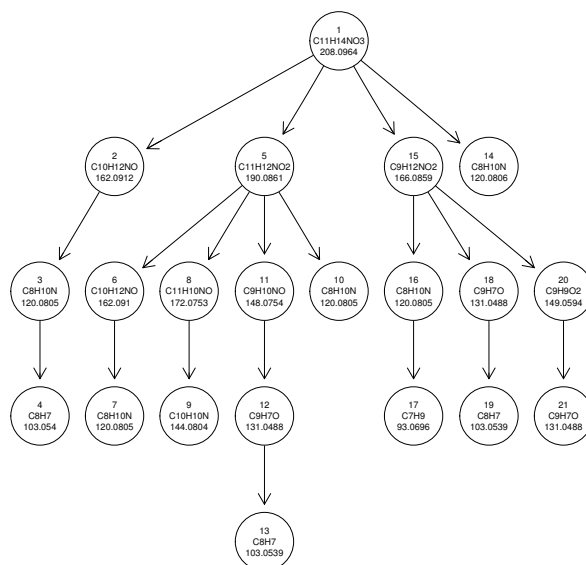 1
C11H14NO3
208.0964
2
C10H12NO
162.0912
5
C11H12NO2
190.0861
15
C9H12NO2
166.0859
14
C8H10N
120.0806
3
C8H10N
120.0805
6
C10H12NO
162.091
8
C11H10NO
172.0753
11
C9H10NO
148.0754
10
C8H10N
120.0805
16
C8H10N
120.0805
18
C9H7O
131.0488
20
C9H9O2
149.0594
4
C8H7
103.054
7
C8H10N
120.0805
9
C10H10N
144.0804
12
C9H7O
131.0488
17
C7H9
93.0696
19
C8H7
103.0539
21
C9H7O
131.0488
13
C8H7
103.0539